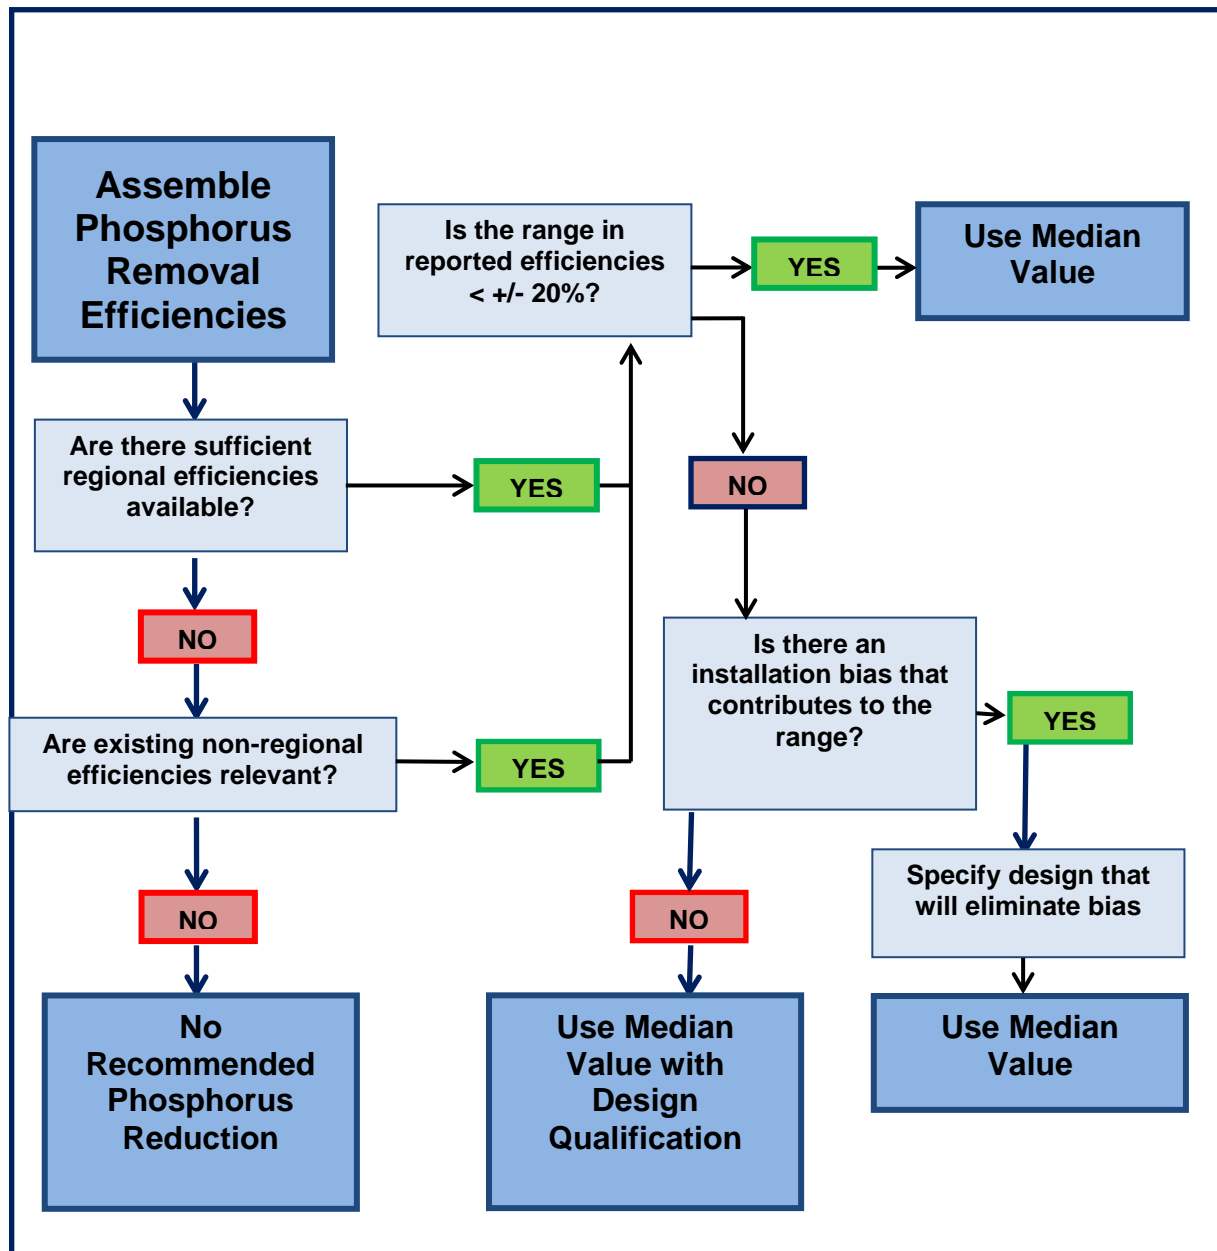 Assemble
Phosphorus
Removal
Efficiencies
Is the range in
reported efficiencies
< +/- 20%?
YES
Use Median
Value
Are there sufficient
regional efficiencies
available?
YES
NO
NO
Is there an
installation bias that
contributes to the
range?
YES
Are existing non-regional
efficiencies relevant?
YES
Specify design that
will eliminate bias
NO
NO
No
Recommended
Phosphorus
Reduction
Use Median
Value with
Design
Qualification
Use Median
Value